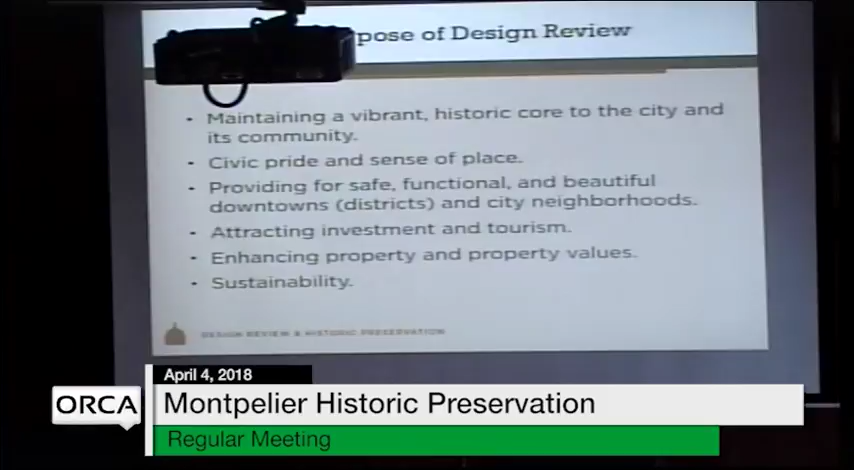 pose of Design Review
• Maintaining a vibrant, historic core to the city and
its community.
• Civic pride and sense of place.
• Providing for safe, functional, and beautiful
downtowns (districts) and city neighborhoods.
• Attracting investment and tourism.
• Enhancing property and property values.
• Sustainability.
DESIGN REVIEW & HISTORIC PRESERVATION
April 4, 2018
ORCA
Montpelier Historic Preservation
Regular Meeting